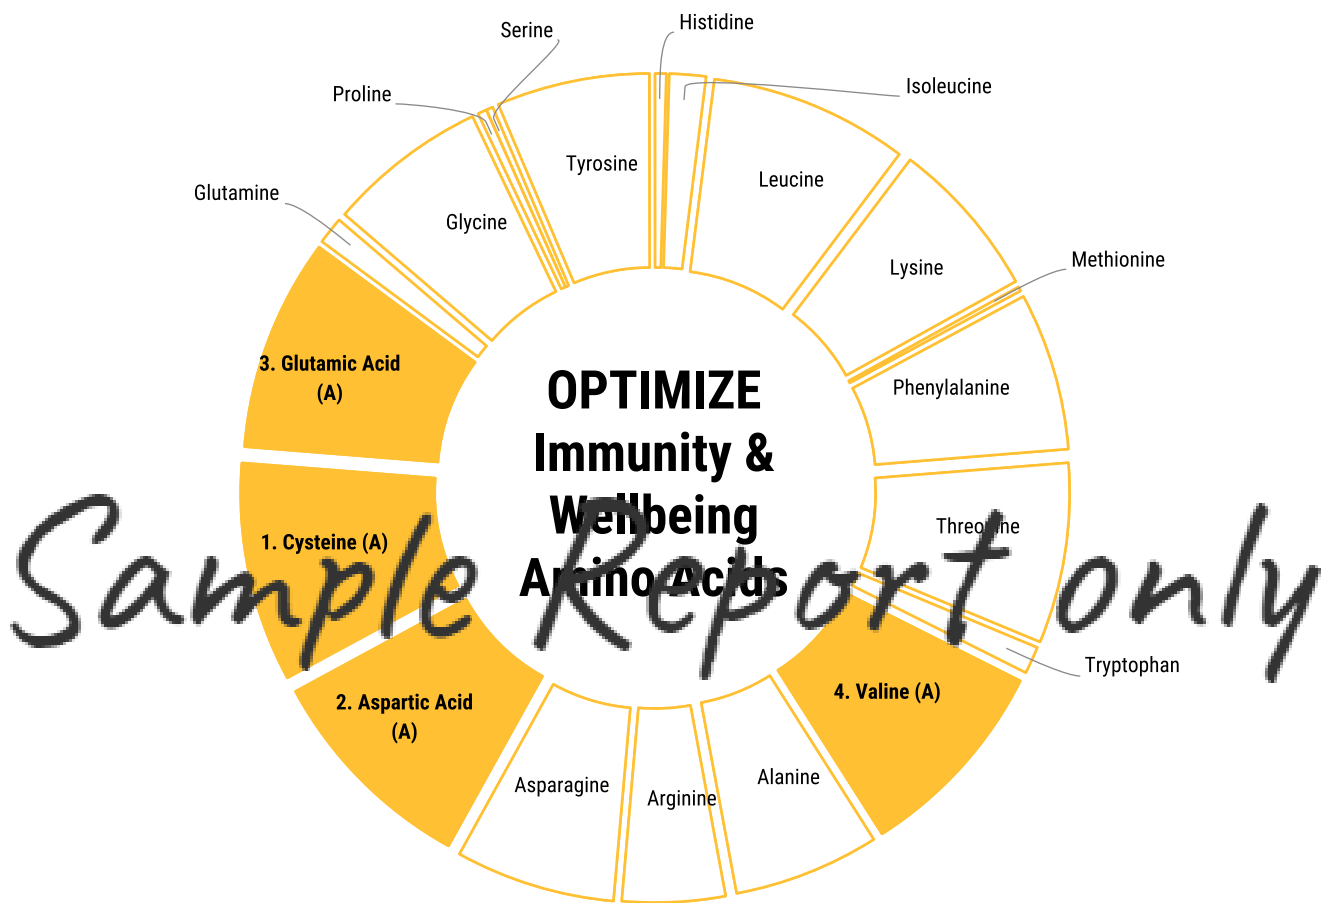 Histidine
Serine
Isoleucine
Proline
Tyrosine
Leucine
Glutamine
Glycine
Lysine
Methionine
3. Glutamic Acid
(A)
Phenylalanine
OPTIMIZE
Immunity &
Wellbeing
Amino Acids
Threonine
1. Cysteine (A)
Sample Report only
Tryptophan
2. Aspartic Acid
(A)
4. Valine (A)
Asparagine
Arginine
Alanine